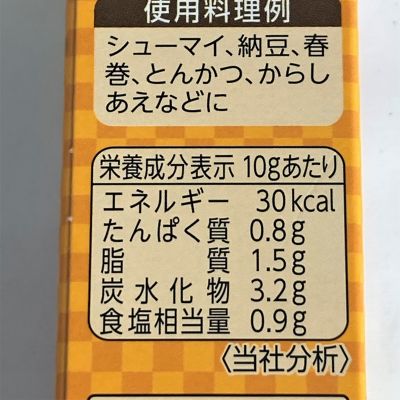 使用料理例
シューマイ、納豆、春
巻、とんかつ、からし
あえなどに
栄養成分表示 10gあたり
エネルギー 30kcal
たんぱく質 0.8g
脂質 1.5g
炭水化物 3.2g
食塩相当量 0.9g
〈当社分析〉